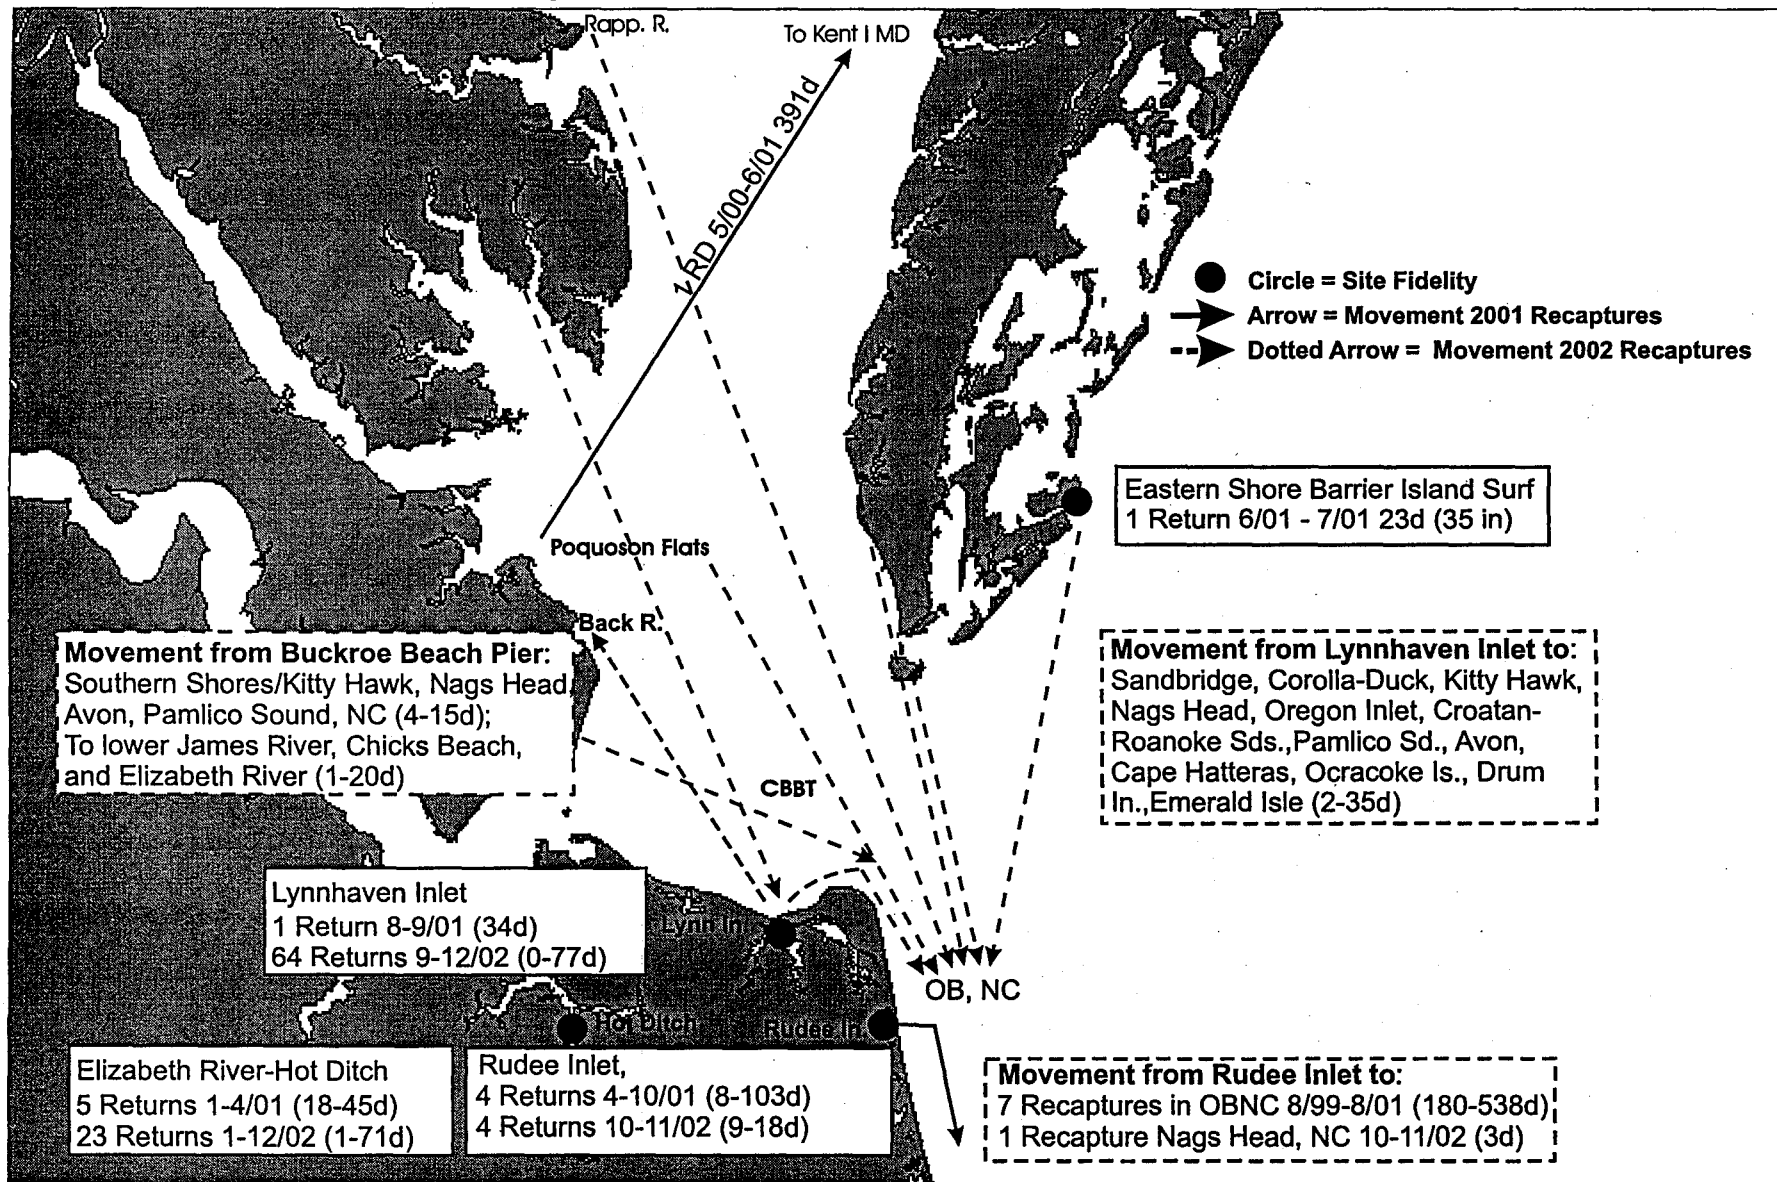 Rapp. R.
To Kent I MD
1 RD 5/00-6/01 391d
Circle = Site Fidelity
Arrow = Movement 2001 Recaptures
Dotted Arrow = Movement 2002 Recaptures
Eastern Shore Barrier Island Surf
1 Return 6/01 - 7/01 23d (35 in)
Poquoson Flats
Back R.
Movement from Buckroe Beach Pier:
Southern Shores/Kitty Hawk, Nags Head
Avon, Pamlico Sound, NC (4-15d);
To lower James River, Chicks Beach,
and Elizabeth River (1-20d)
Movement from Lynnhaven Inlet to:
Sandbridge, Corolla-Duck, Kitty Hawk,
Nags Head, Oregon Inlet, Croatan-
Roanoke Sds.,Pamlico Sd., Avon,
Cape Hatteras, Ocracoke Is., Drum
In.,Emerald Isle (2-35d)
CBBT
Lynnhaven Inlet
1 Return 8-9/01 (34d)
64 Returns 9-12/02 (0-77d)
Lynn In.
OB, NC
Hot Ditch
Rudee In.
Elizabeth River-Hot Ditch
5 Returns 1-4/01 (18-45d)
23 Returns 1-12/02 (1-71d)
Rudee Inlet,
4 Returns 4-10/01 (8-103d)
4 Returns 10-11/02 (9-18d)
Movement from Rudee Inlet to:
7 Recaptures in OBNC 8/99-8/01 (180-538d)
1 Recapture Nags Head, NC 10-11/02 (3d)